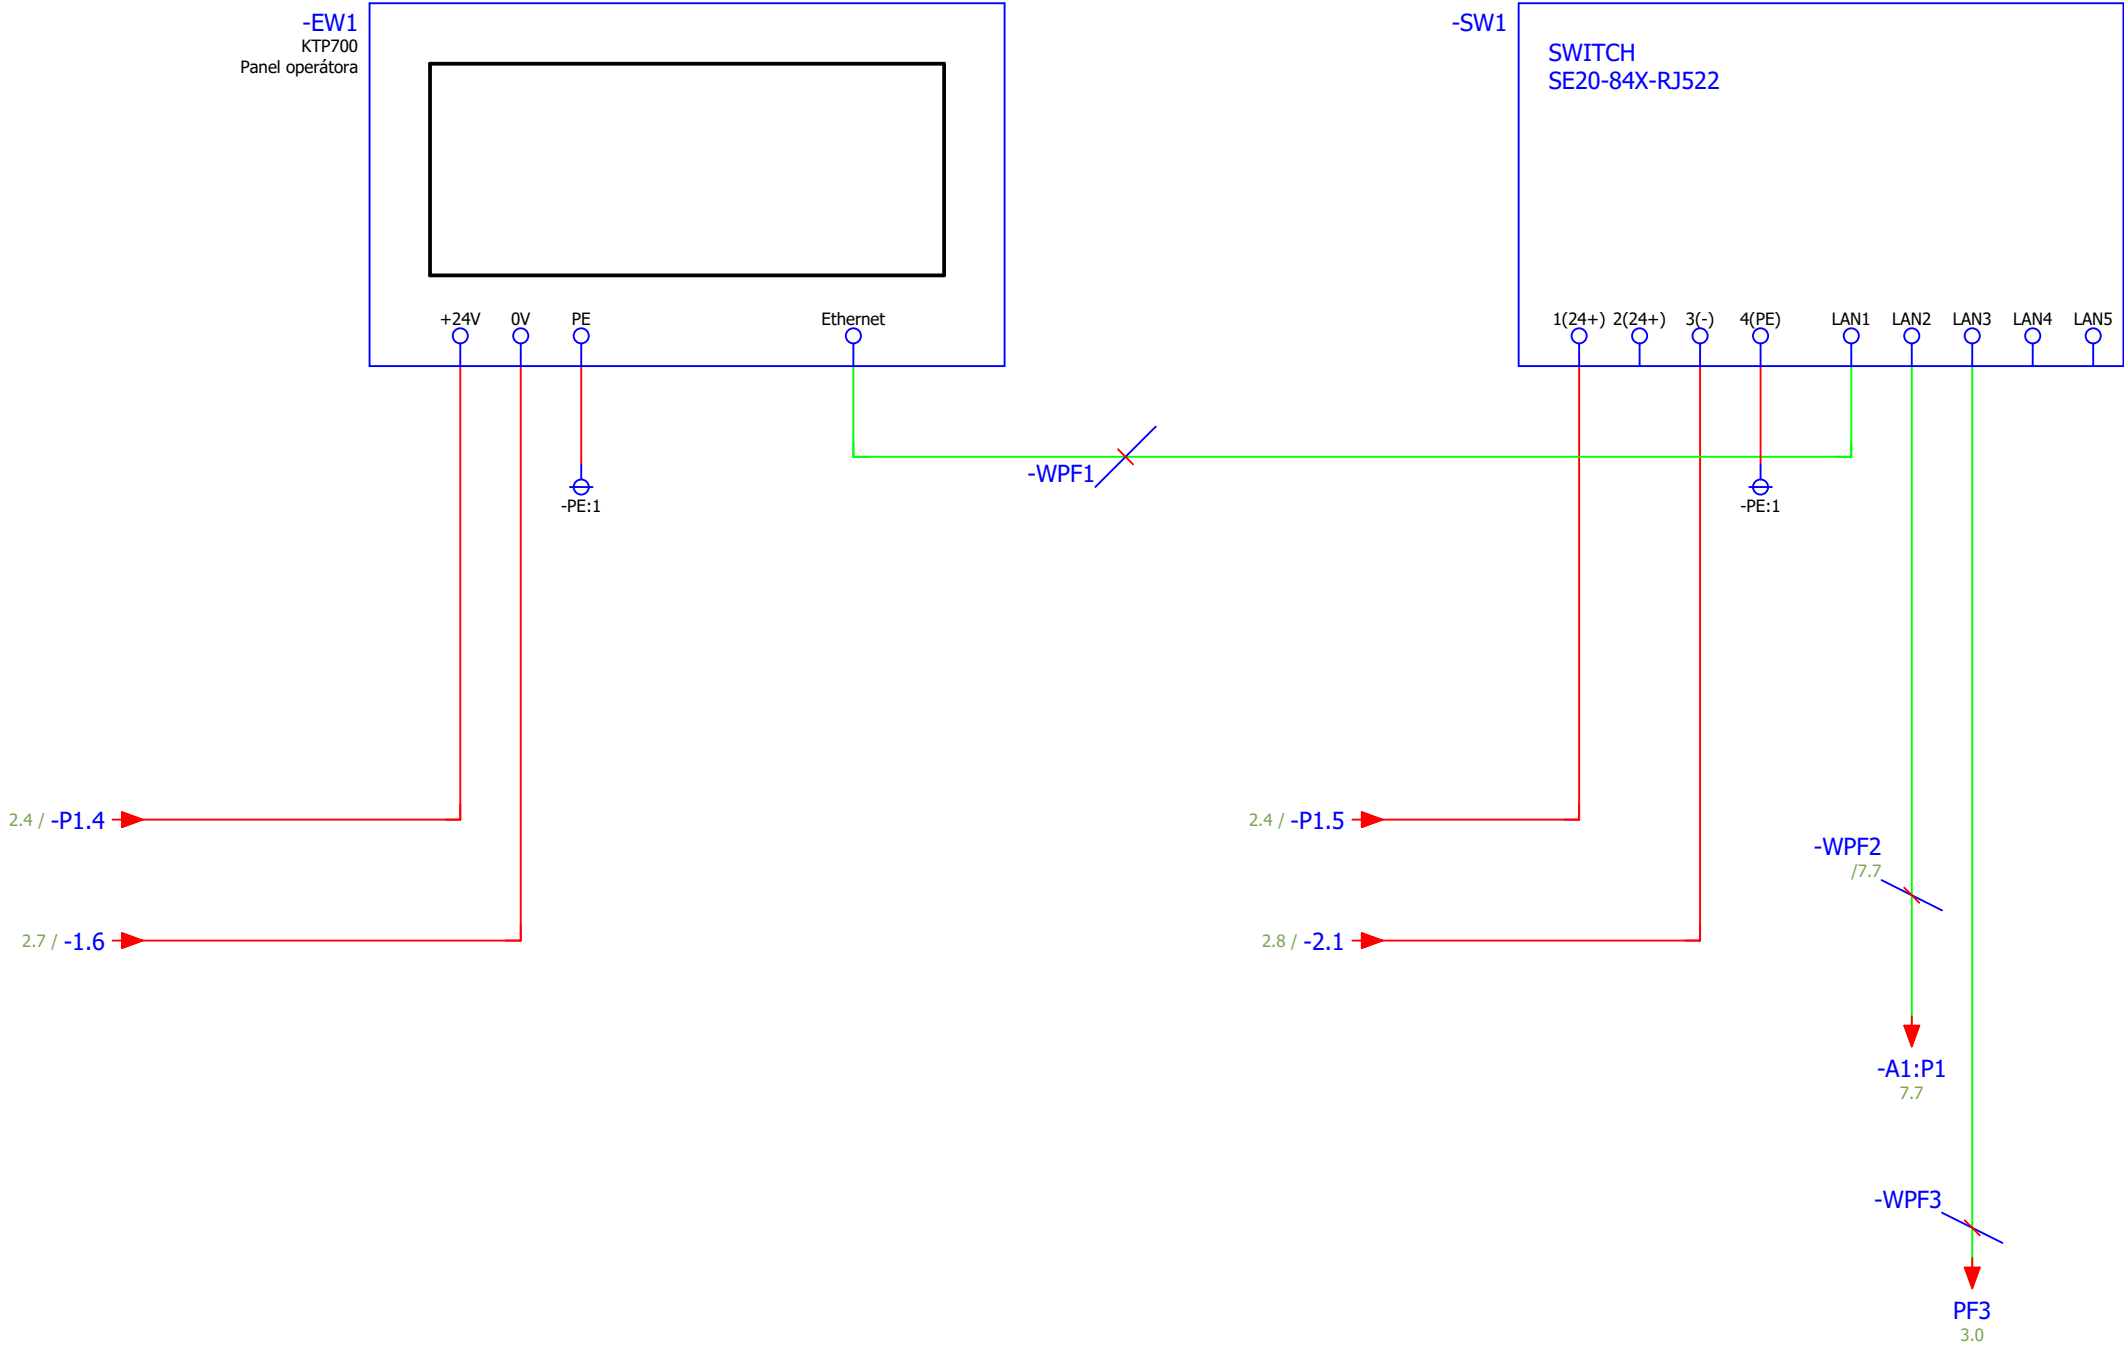 -EW1
KTP700
Panel operátora
-SW1
SWITCH
SE20-84X-RJ522
+24V 0V PE Ethernet
1(24+) 2(24+) 3(-) 4(PE) LAN1 LAN2 LAN3 LAN4 LAN5
-WPF1
-PE:1
-PE:1
2.4 / -P1.4
2.4 / -P1.5
-WPF2
/7.7
2.7 / -1.6
2.8 / -2.1
-A1:P1
7.7
-WPF3
PF3
3.0